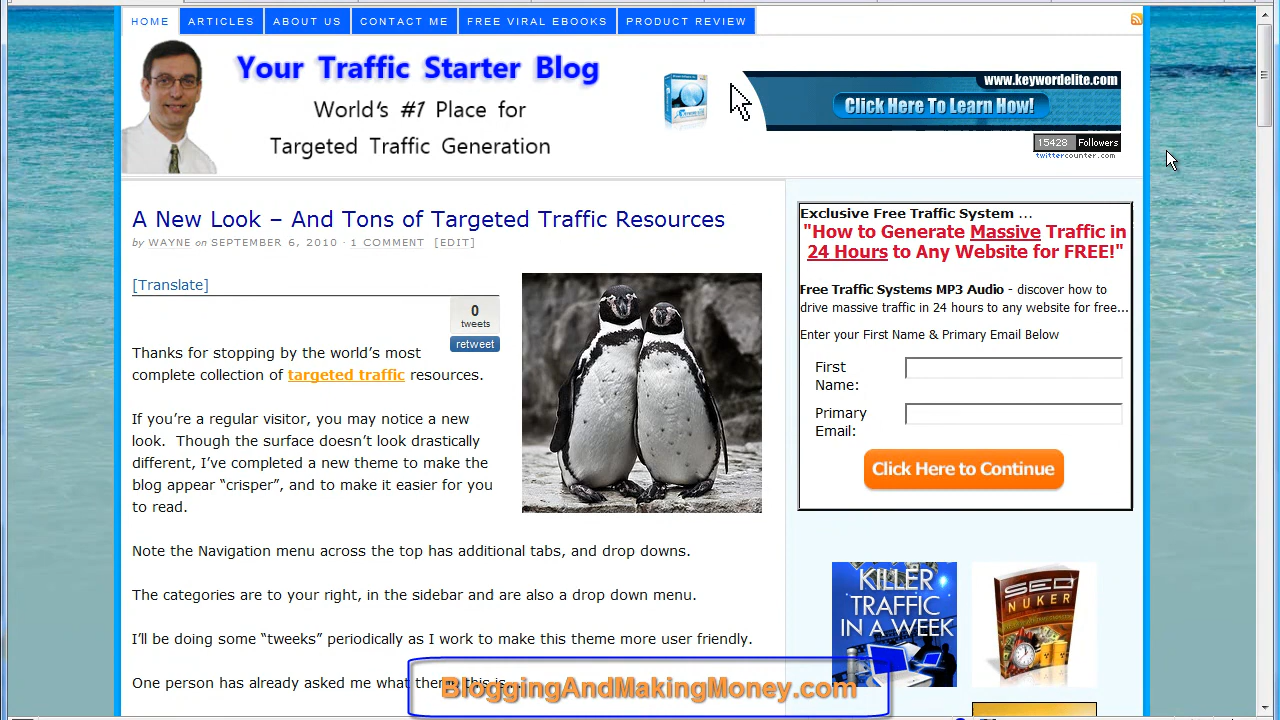 HOME ARTICLES ABOUT US CONTACT ME FREE VIRAL EBOOKS PRODUCT REVIEW
Your Traffic Starter Blog
World's #1 Place for
Targeted Traffic Generation
www.keywordelite.com
Click Here To Learn How!
15428 Followers
twittercounter.com
A New Look – And Tons of Targeted Traffic Resources
by WAYNE on SEPTEMBER 6, 2010 · 1 COMMENT [EDIT]
[Translate]
0
tweets
retweet
Thanks for stopping by the world's most
complete collection of targeted traffic resources.
If you're a regular visitor, you may notice a new
look. Though the surface doesn't look drastically
different, I've completed a new theme to make the
blog appear “crisper”, and to make it easier for you
to read.
Note the Navigation menu across the top has additional tabs, and drop downs.
The categories are to your right, in the sidebar and are also a drop down menu.
I'll be doing some “tweeks” periodically as I work to make this theme more user friendly.
One person has already asked me what theme this is...
Exclusive Free Traffic System ...
"How to Generate Massive Traffic in
24 Hours to Any Website for FREE!"
Free Traffic Systems MP3 Audio - discover how to
drive massive traffic in 24 hours to any website for free...
Enter your First Name & Primary Email Below
First
Name:
Primary
Email:
Click Here to Continue
KILLER
TRAFFIC
IN A WEEK
SEO
NUKER
BloggingAndMakingMoney.com